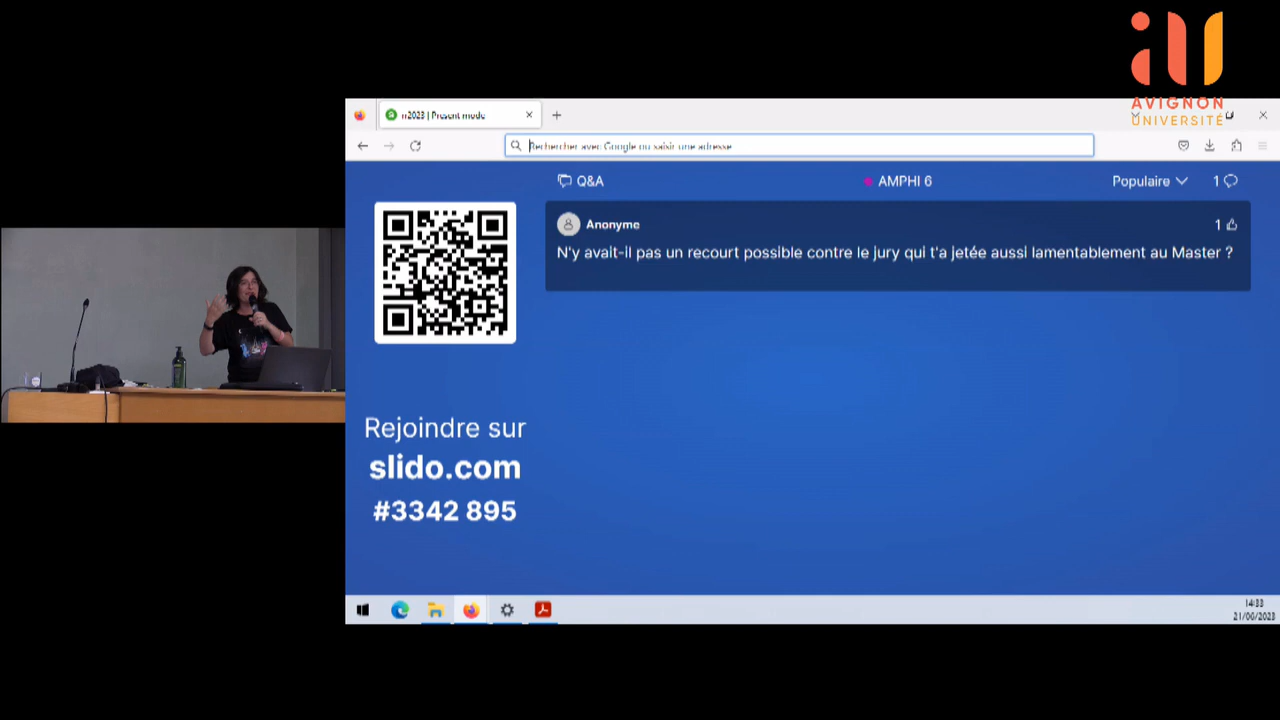 AVIGNON
UNIVERSITÉ
rr2023 | Present mode
Rechercher avec Google ou saisir une adresse
Q&A
AMPHI 6
Populaire
1
Anonyme
1
N'y avait-il pas un recourt possible contre le jury qui t'a jetée aussi lamentablement au Master ?
Rejoindre sur
slido.com
#3342 895
14:33
21/06/2023